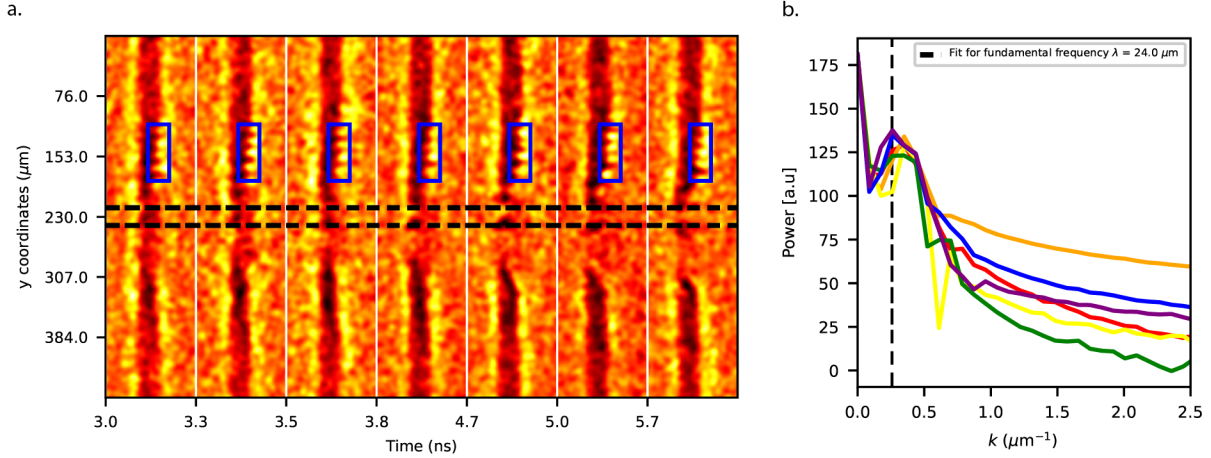 a.
y coordinates (μm)
76.0
153.0
230.0
307.0
384.0
3.0 3.3 3.5 3.8 4.7 5.0 5.7
Time (ns)
b.
Power [a.u]
175
150
125
100
75
50
25
0
Fit for fundamental frequency λ = 24.0 μm
0.0 0.5 1.0 1.5 2.0 2.5
k (μm⁻¹)